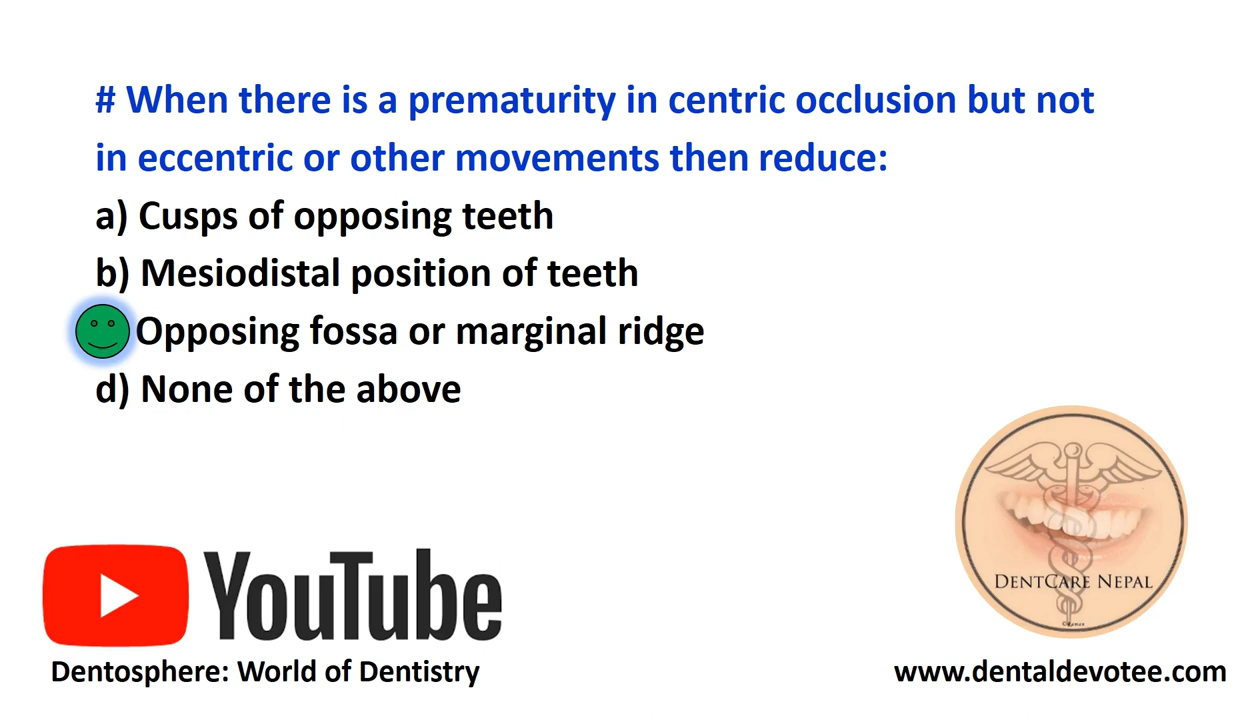 # When there is a prematurity in centric occlusion but not
in eccentric or other movements then reduce:
a) Cusps of opposing teeth
b) Mesiodistal position of teeth
Opposing fossa or marginal ridge
d) None of the above
DentCare Nepal
YouTube
Dentosphere: World of Dentistry
www.dentaldevotee.com